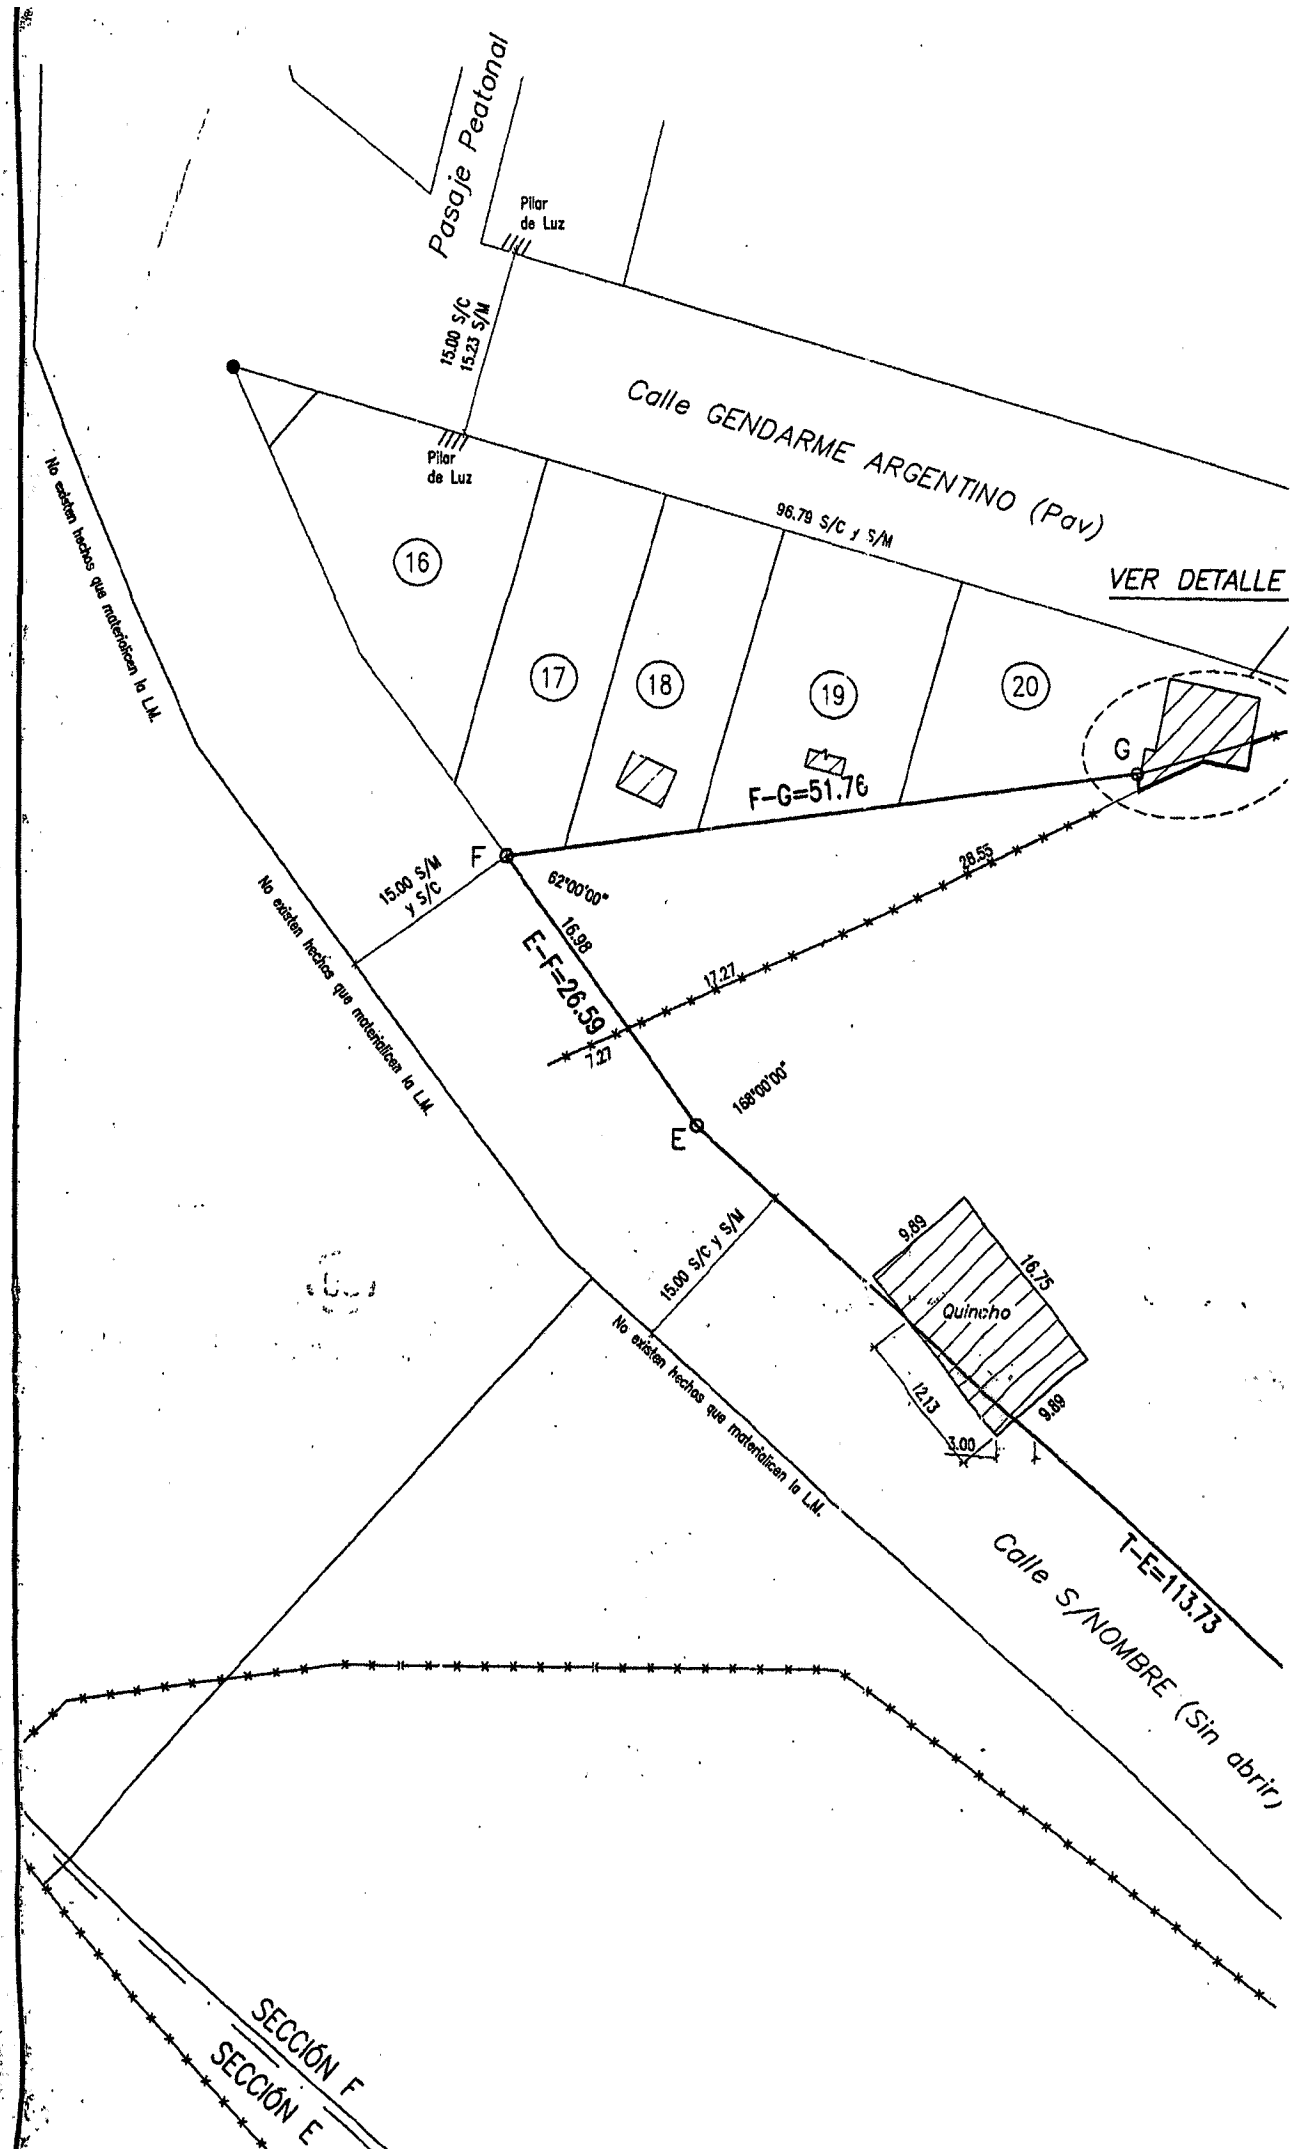 Pasaje Peatonal
Pilar
de Luz
15.00 S/C
15.23 S/M
Pilar
de Luz
Calle GENDARME ARGENTINO (Pav)
96.79 S/C y S/M
VER DETALLE
16
17
18
19
20
G
F-G=51.76
No existen hechos que materialicen la L.M.
F
15.00 S/M
y S/C
62°00'00"
16.98
E-F=26.59
28.55
17.27
7.27
No existen hechos que materialicen la L.M.
168°00'00"
E
15.00 S/C y S/M
9.89
16.75
Quincho
12.13
3.00
9.89
No existen hechos que materialicen la L.M.
T-E=113.73
Calle S/NOMBRE (Sin abrir)
SECCIÓN F
SECCIÓN E